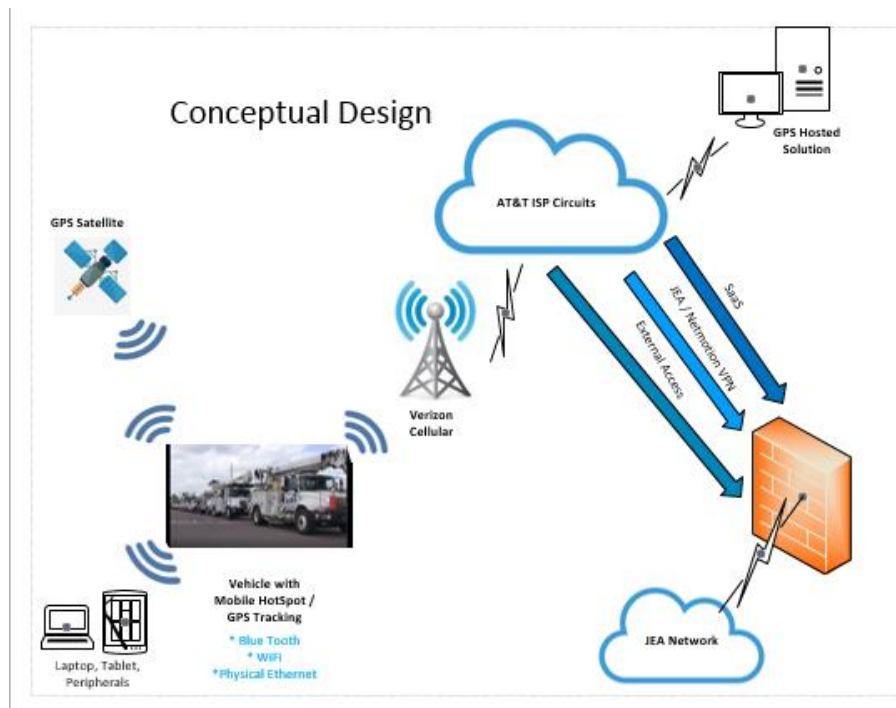 Conceptual Design
GPS Hosted
Solution
AT&T ISP Circuits
GPS Satellite
SaaS
JEA / Netmotion VPN
External Access
Verizon
Cellular
Vehicle with
Mobile HotSpot /
GPS Tracking
* Blue Tooth
* WiFi
*Physical Ethernet
Laptop, Tablet,
Peripherals
JEA Network